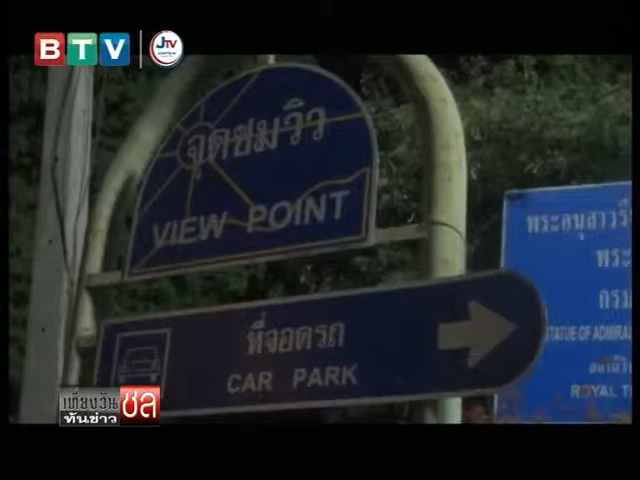 BTV JTV
จุดชมวิว
VIEW POINT
ที่จอดรถ
CAR PARK
พระอนุสาวรี
พระ
กรม
STATUE OF ADMIRA
ROYAL T
เที่ยงวัน
ทันข่าว
ชล